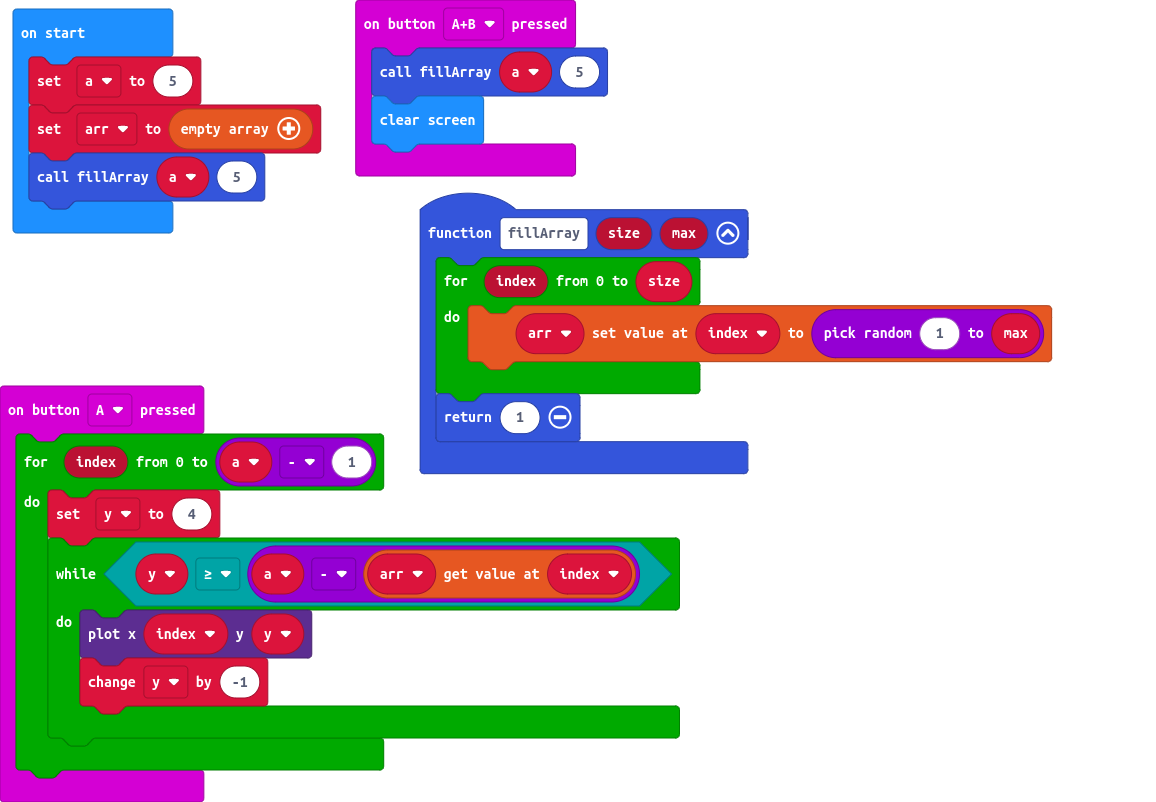 on start
set a to 5
set arr to empty array
call fillArray a 5
on button A+B pressed
call fillArray a 5
clear screen
function fillArray size max
for index from 0 to size
do arr set value at index to pick random 1 to max
return 1
on button A pressed
for index from 0 to a - 1
do
set y to 4
while y ≥ a - arr get value at index
do
plot x index y y
change y by -1